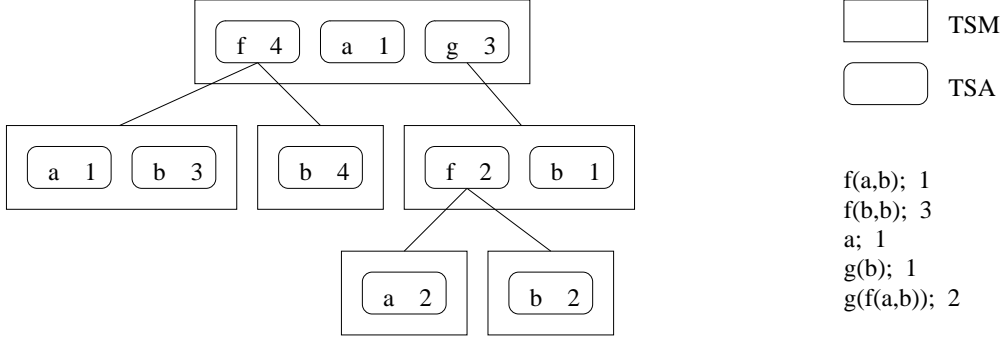 f 4 a 1 g 3
a 1 b 3 b 4 f 2 b 1
a 2 b 2
TSM
TSA
f(a,b); 1
f(b,b); 3
a; 1
g(b); 1
g(f(a,b)); 2